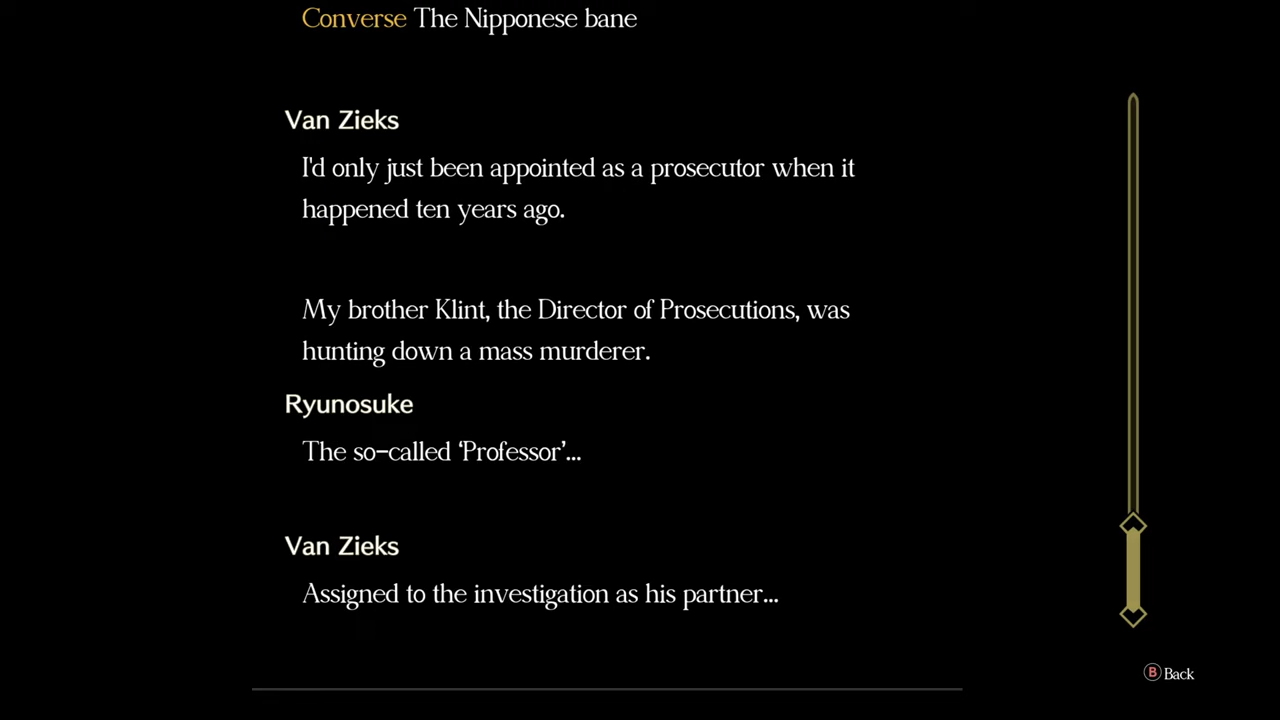 Converse The Nipponese bane
Van Zieks
I'd only just been appointed as a prosecutor when it
happened ten years ago.
My brother Klint, the Director of Prosecutions, was
hunting down a mass murderer.
Ryunosuke
The so-called ‘Professor’...
Van Zieks
Assigned to the investigation as his partner...
B Back